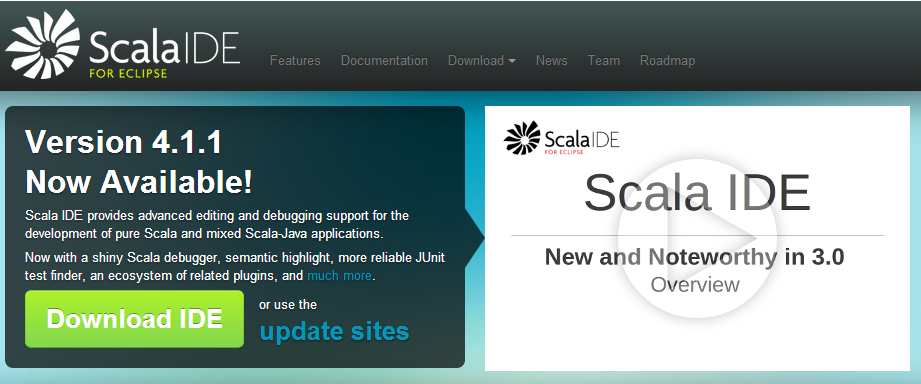 ScalaIDE
FOR ECLIPSE
Features Documentation Download News Team Roadmap
Version 4.1.1
Now Available!
Scala IDE provides advanced editing and debugging support for the
development of pure Scala and mixed Scala-Java applications.
Now with a shiny Scala debugger, semantic highlight, more reliable JUnit
test finder, an ecosystem of related plugins, and much more.
Download IDE
or use the
update sites
ScalaIDE
FOR ECLIPSE
Scala IDE
New and Noteworthy in 3.0
Overview